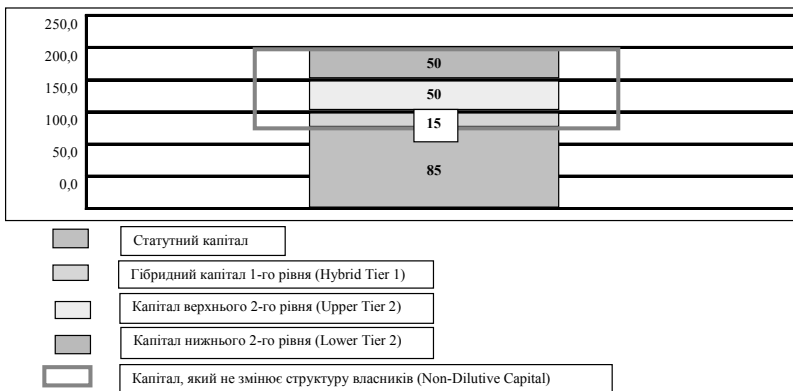 250,0
200,0
50
150,0
50
100,0
15
50,0
85
0,0
Статутний капітал
Гібридний капітал 1-го рівня (Hybrid Tier 1)
Капітал верхнього 2-го рівня (Upper Tier 2)
Капітал нижнього 2-го рівня (Lower Tier 2)
Капітал, який не змінює структуру власників (Non-Dilutive Capital)